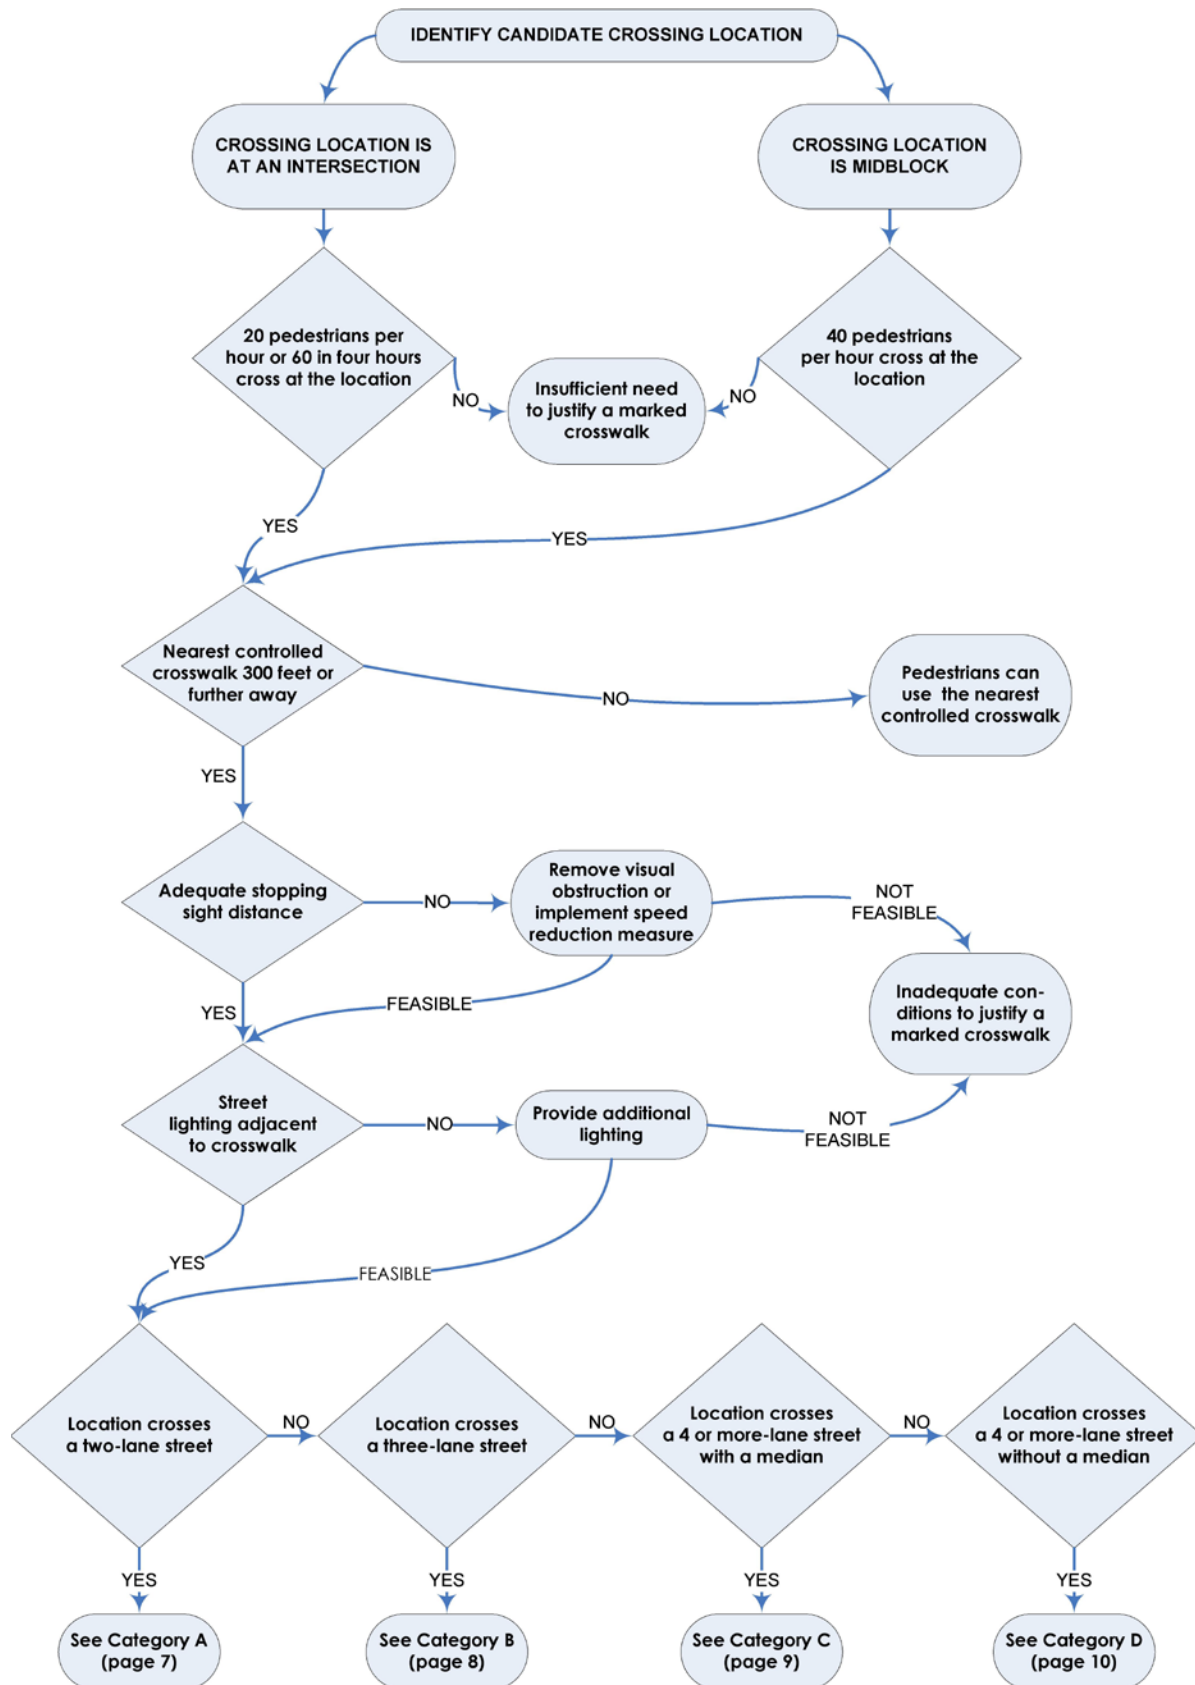 IDENTIFY CANDIDATE CROSSING LOCATION
CROSSING LOCATION IS
AT AN INTERSECTION
CROSSING LOCATION
IS MIDBLOCK
20 pedestrians per
hour or 60 in four hours
cross at the location
40 pedestrians
per hour cross at the
location
NO
Insufficient need
to justify a marked
crosswalk
NO
YES
YES
Nearest controlled
crosswalk 300 feet or
further away
NO
Pedestrians can
use the nearest
controlled crosswalk
YES
Adequate stopping
sight distance
NO
Remove visual
obstruction or
implement speed
reduction measure
NOT
FEASIBLE
YES
FEASIBLE
Inadequate con-
ditions to justify a
marked crosswalk
Street
lighting adjacent
to crosswalk
NO
Provide additional
lighting
NOT
FEASIBLE
YES
FEASIBLE
Location crosses
a two-lane street
NO
Location crosses
a three-lane street
NO
Location crosses
a 4 or more-lane street
with a median
NO
Location crosses
a 4 or more-lane street
without a median
YES
YES
YES
YES
See Category A
(page 7)
See Category B
(page 8)
See Category C
(page 9)
See Category D
(page 10)